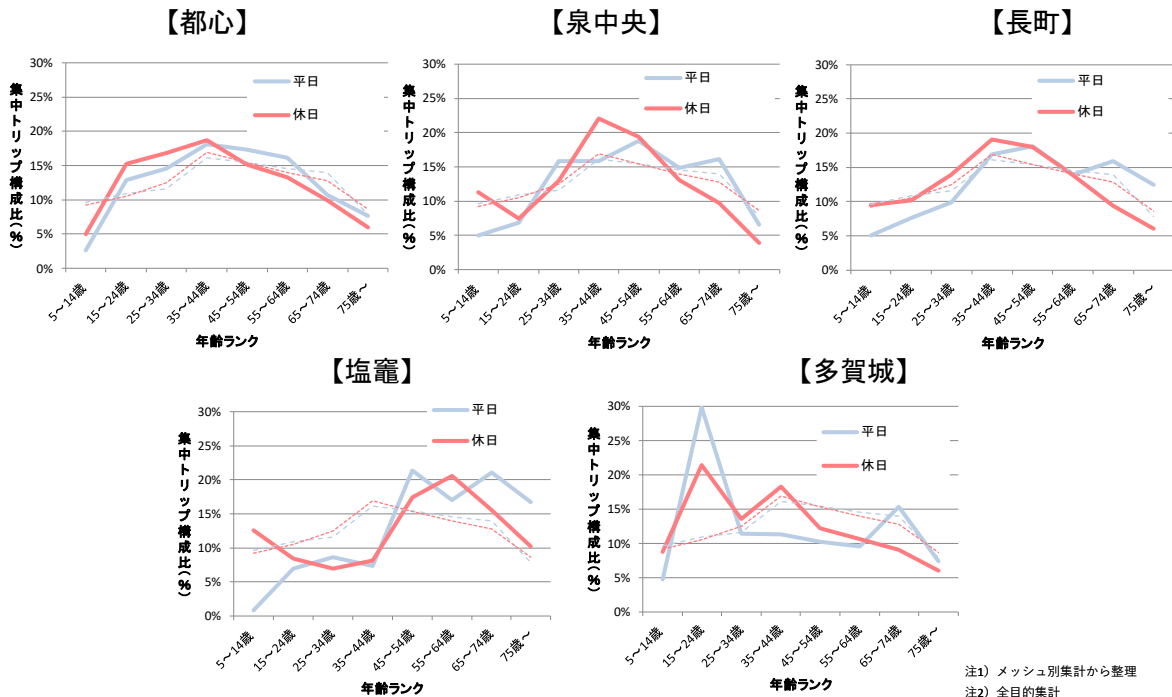 【都心】
集中トリップ構成比(%)
30%
25%
20%
15%
10%
5%
0%
平日
休日
5～14歳
15～24歳
25～34歳
35～44歳
45～54歳
55～64歳
65～74歳
75歳～
年齢ランク
【泉中央】
集中トリップ構成比(%)
30%
25%
20%
15%
10%
5%
0%
平日
休日
5～14歳
15～24歳
25～34歳
35～44歳
45～54歳
55～64歳
65～74歳
75歳～
年齢ランク
【長町】
集中トリップ構成比(%)
30%
25%
20%
15%
10%
5%
0%
平日
休日
5～14歳
15～24歳
25～34歳
35～44歳
45～54歳
55～64歳
65～74歳
75歳～
年齢ランク
【塩竈】
集中トリップ構成比(%)
30%
25%
20%
15%
10%
5%
0%
平日
休日
5～14歳
15～24歳
25～34歳
35～44歳
45～54歳
55～64歳
65～74歳
75歳～
年齢ランク
【多賀城】
集中トリップ構成比(%)
30%
25%
20%
15%
10%
5%
0%
平日
休日
5～14歳
15～24歳
25～34歳
35～44歳
45～54歳
55～64歳
65～74歳
75歳～
年齢ランク
注1）メッシュ別集計から整理
注2）全目的集計